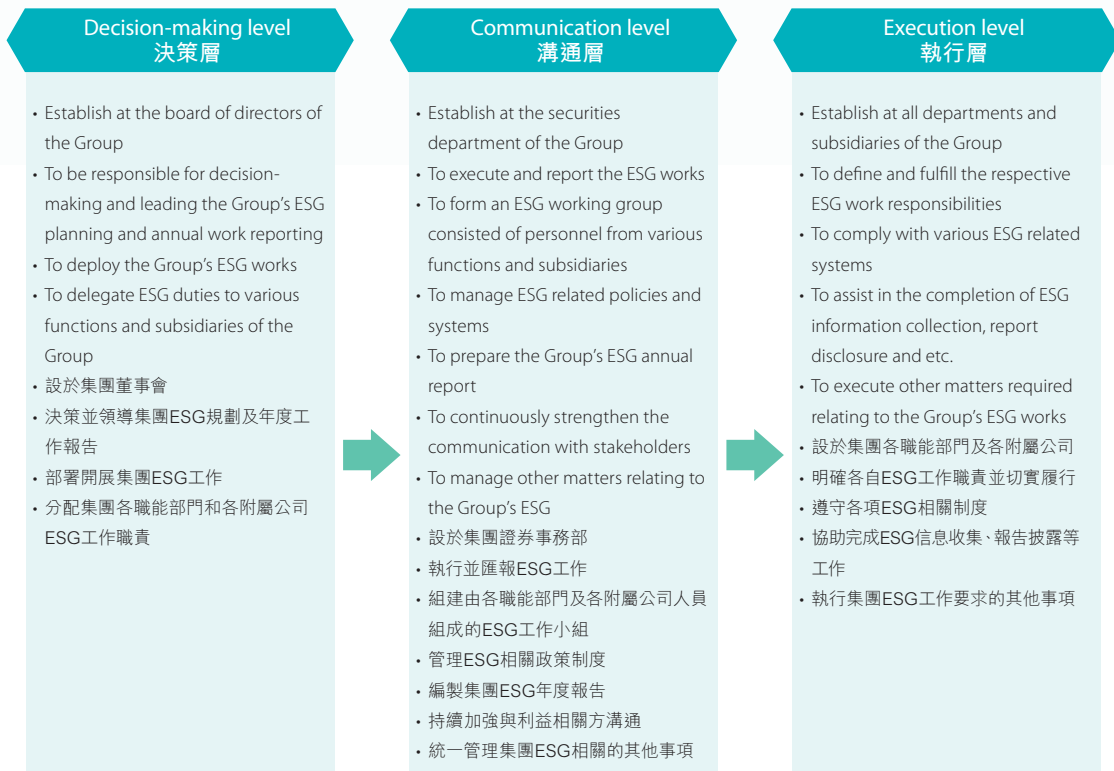 Decision-making level
決策層
• Establish at the board of directors of
the Group
• To be responsible for decision-
making and leading the Group's ESG
planning and annual work reporting
• To deploy the Group's ESG works
• To delegate ESG duties to various
functions and subsidiaries of the
Group
• 設於集團董事會
• 決策並領導集團ESG規劃及年度工
作報告
• 部署開展集團ESG工作
• 分配集團各職能部門和各附屬公司
ESG工作職責
Communication level
溝通層
• Establish at the securities
department of the Group
• To execute and report the ESG works
• To form an ESG working group
consisted of personnel from various
functions and subsidiaries
• To manage ESG related policies and
systems
• To prepare the Group's ESG annual
report
• To continuously strengthen the
communication with stakeholders
• To manage other matters relating to
the Group's ESG
• 設於集團證券事務部
• 執行並匯報ESG工作
• 組建由各職能部門及各附屬公司人員
組成的ESG工作小組
• 管理ESG相關政策制度
• 編製集團ESG年度報告
• 持續加強與利益相關方溝通
• 統一管理集團ESG相關的其他事項
Execution level
執行層
• Establish at all departments and
subsidiaries of the Group
• To define and fulfill the respective
ESG work responsibilities
• To comply with various ESG related
systems
• To assist in the completion of ESG
information collection, report
disclosure and etc.
• To execute other matters required
relating to the Group's ESG works
• 設於集團各職能部門及各附屬公司
• 明確各自ESG工作職責並切實履行
• 遵守各項ESG相關制度
• 協助完成ESG信息收集、報告披露等
工作
• 執行集團ESG工作要求的其他事項